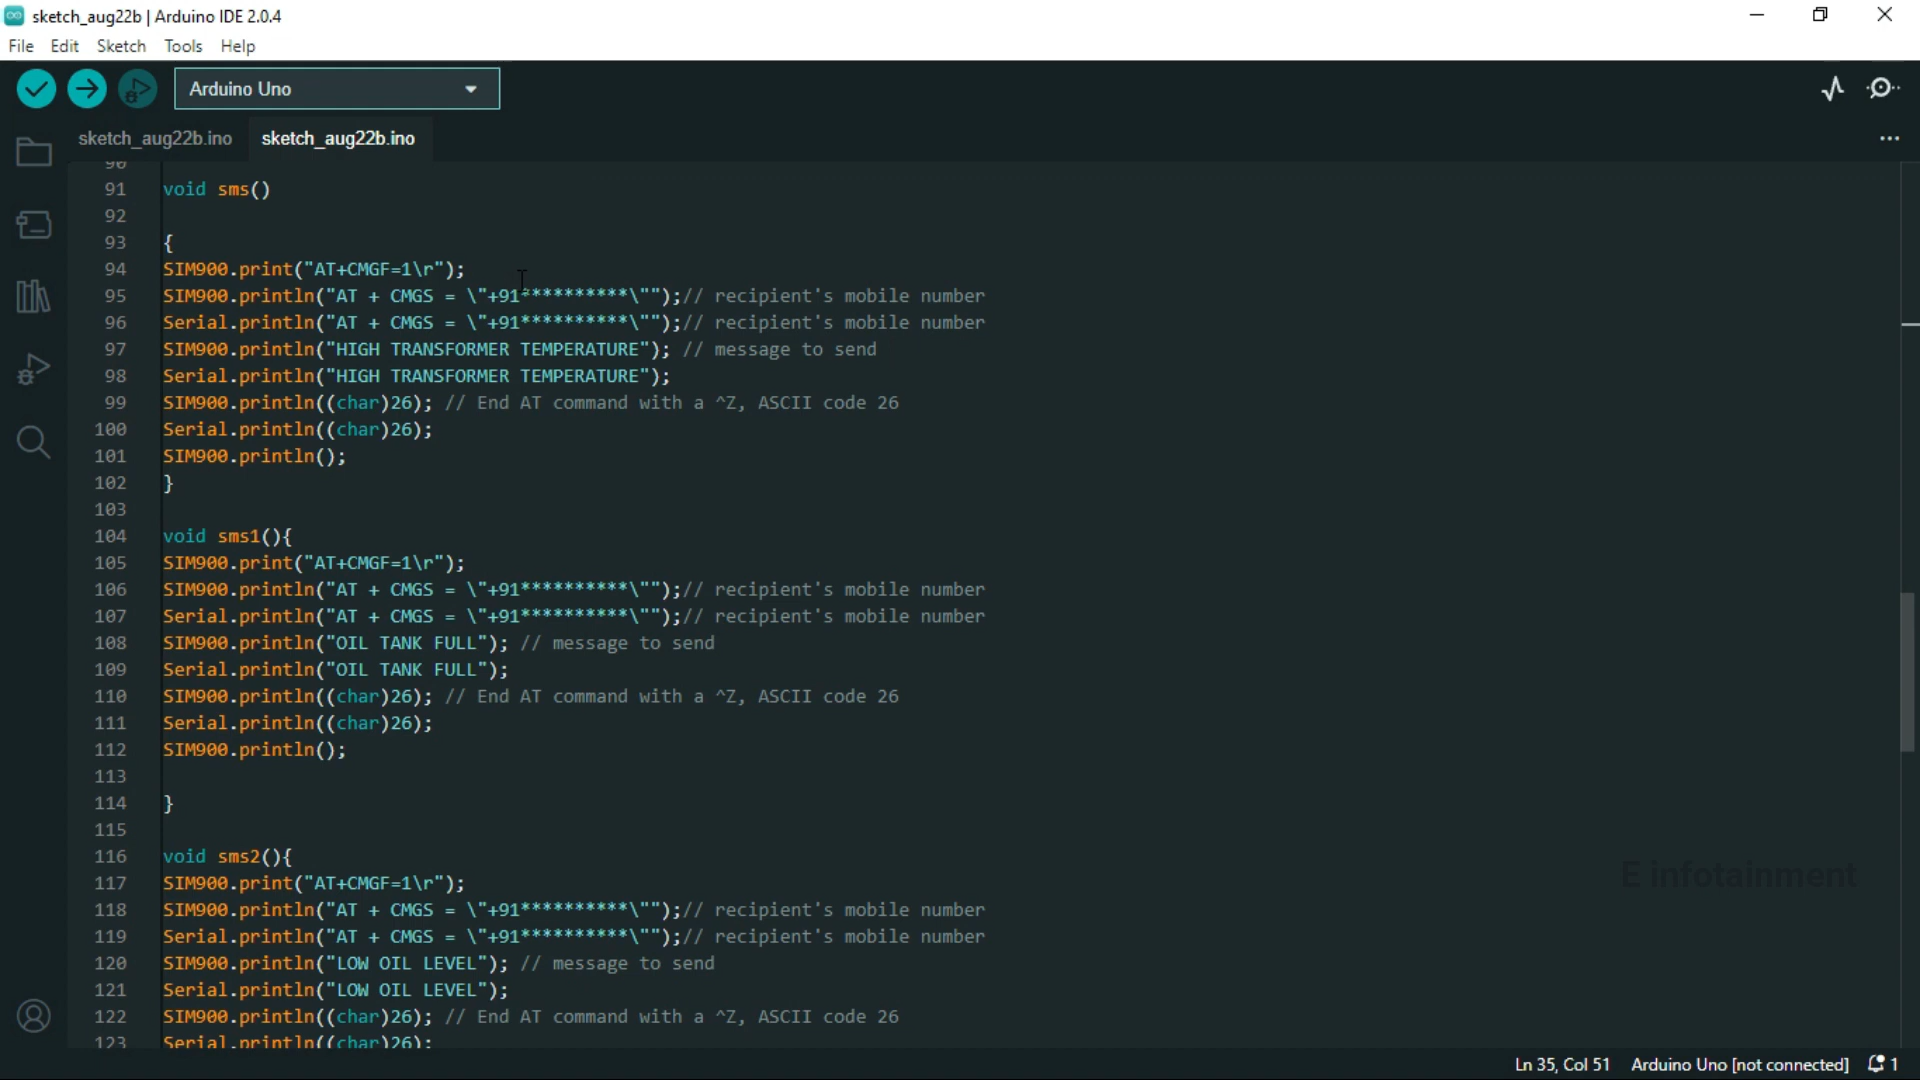 sketch_aug22b | Arduino IDE 2.0.4
File Edit Sketch Tools Help
Arduino Uno
sketch_aug22b.ino sketch_aug22b.ino
90
91 void sms()
92
93 {
94 SIM900.print("AT+CMGF=1\r");
95 SIM900.println("AT + CMGS = \"+91**********\"");// recipient's mobile number
96 Serial.println("AT + CMGS = \"+91**********\"");// recipient's mobile number
97 SIM900.println("HIGH TRANSFORMER TEMPERATURE"); // message to send
98 Serial.println("HIGH TRANSFORMER TEMPERATURE");
99 SIM900.println((char)26); // End AT command with a ^Z, ASCII code 26
100 Serial.println((char)26);
101 SIM900.println();
102 }
103
104 void sms1(){
105 SIM900.print("AT+CMGF=1\r");
106 SIM900.println("AT + CMGS = \"+91**********\"");// recipient's mobile number
107 Serial.println("AT + CMGS = \"+91**********\"");// recipient's mobile number
108 SIM900.println("OIL TANK FULL"); // message to send
109 Serial.println("OIL TANK FULL");
110 SIM900.println((char)26); // End AT command with a ^Z, ASCII code 26
111 Serial.println((char)26);
112 SIM900.println();
113
114 }
115
116 void sms2(){
117 SIM900.print("AT+CMGF=1\r");
118 SIM900.println("AT + CMGS = \"+91**********\"");// recipient's mobile number
119 Serial.println("AT + CMGS = \"+91**********\"");// recipient's mobile number
120 SIM900.println("LOW OIL LEVEL"); // message to send
121 Serial.println("LOW OIL LEVEL");
122 SIM900.println((char)26); // End AT command with a ^Z, ASCII code 26
123 Serial.println((char)26);
E infotainment
Ln 35, Col 51 Arduino Uno [not connected] 1